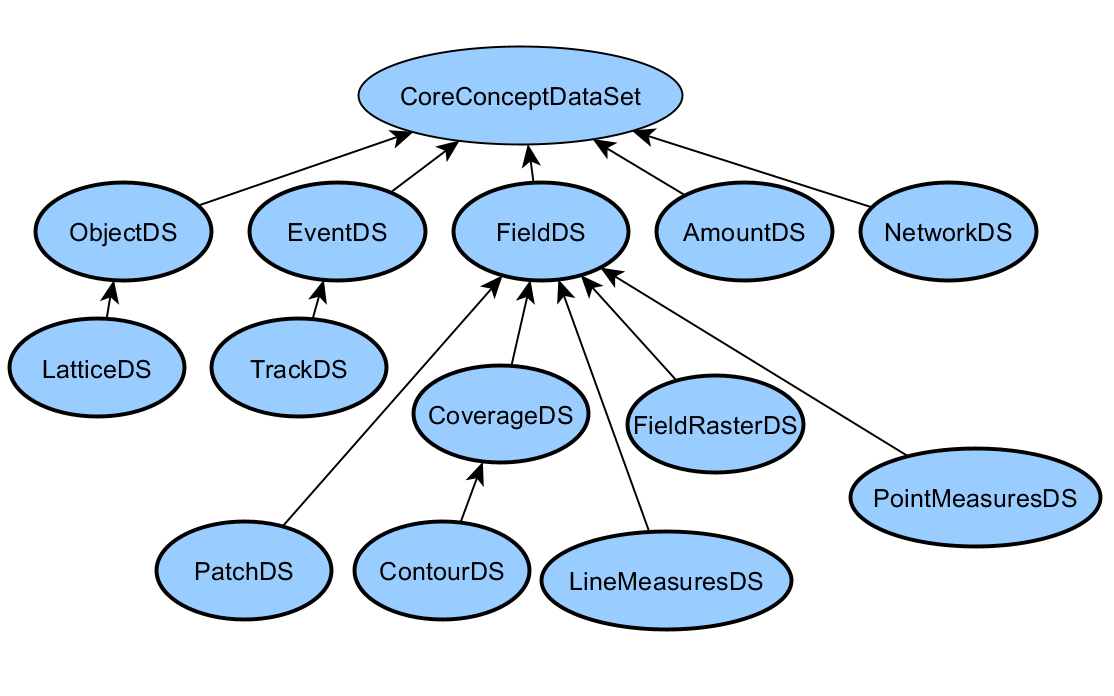 CoreConceptDataSet
ObjectDS
EventDS
FieldDS
AmountDS
NetworkDS
LatticeDS
TrackDS
CoverageDS
FieldRasterDS
PointMeasuresDS
PatchDS
ContourDS
LineMeasuresDS